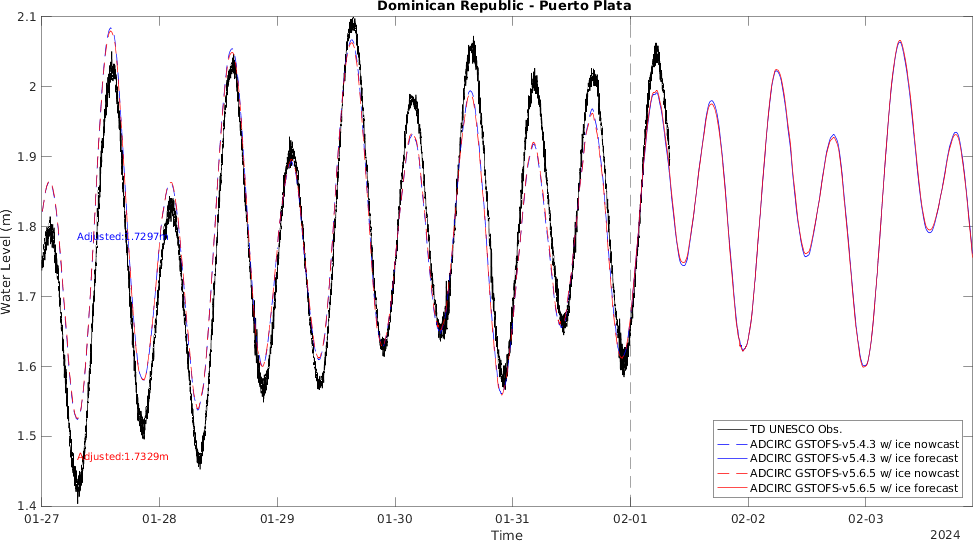 Dominican Republic - Puerto Plata
2.1
2
1.9
1.8
1.7
1.6
1.5
1.4
Water Level (m)
Adjusted:1.7297m
Adjusted:1.7329m
TD UNESCO Obs.
ADCIRC GSTOFS-v5.4.3 w/ ice nowcast
ADCIRC GSTOFS-v5.4.3 w/ ice forecast
ADCIRC GSTOFS-v5.6.5 w/ ice nowcast
ADCIRC GSTOFS-v5.6.5 w/ ice forecast
01-27
01-28
01-29
01-30
01-31
02-01
02-02
02-03
Time
2024